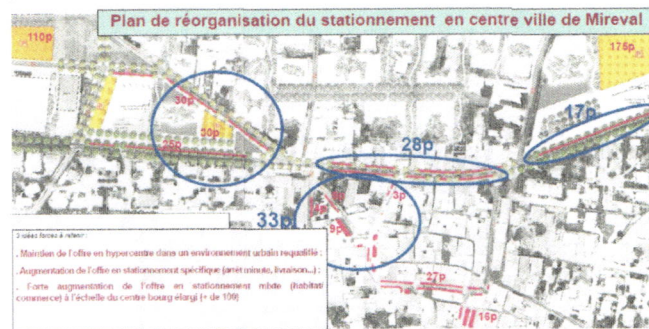 Plan de réorganisation du stationnement en centre ville de Mireval
110p
175p
30p
30p
25p
17p
28p
3p
33p
9p
27p
16p
3 idées forces à retenir :
. Maintien de l'offre en hypercentre dans un environnement urbain requalifié ;
. Augmentation de l'offre en stationnement spécifique (arrêt minute, livraison...) ;
. Forte augmentation de l'offre en stationnement mixte (habitat/
commerce) à l'échelle du centre bourg élargi (+ de 100)